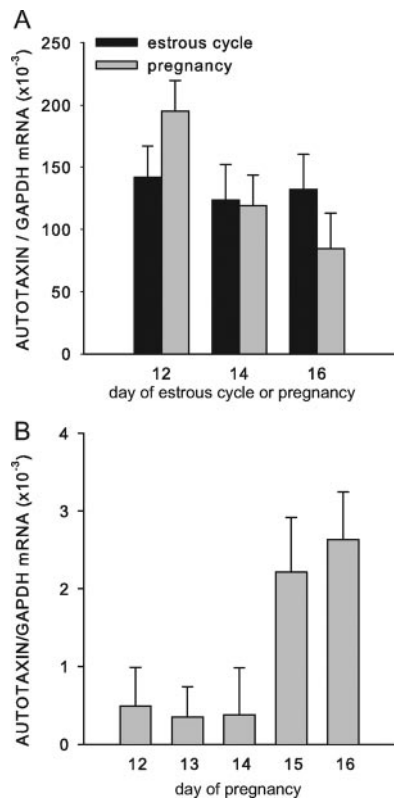 A
AUTOTAXIN / GAPDH mRNA (x10⁻³)
250
200
150
100
50
0
estrous cycle
pregnancy
12 14 16
day of estrous cycle or pregnancy
B
AUTOTAXIN/GAPDH mRNA (x10⁻³)
4
3
2
1
0
12 13 14 15 16
day of pregnancy